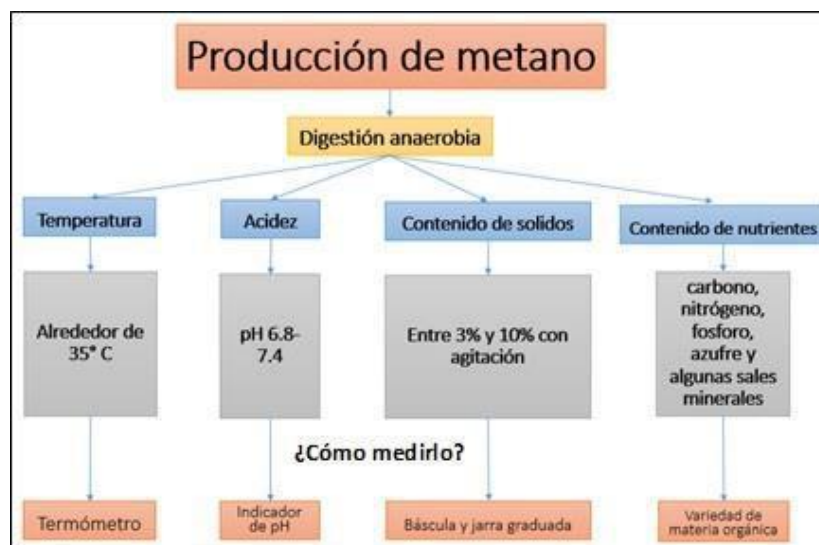 Producción de metano
Digestión anaerobia
Temperatura
Acidez
Contenido de solidos
Contenido de nutrientes
Alrededor de
35° C
pH 6.8-
7.4
Entre 3% y 10% con
agitación
carbono,
nitrógeno,
fosforo,
azufre y
algunas sales
minerales
¿Cómo medirlo?
Termómetro
Indicador
de pH
Báscula y jarra graduada
Variedad de
materia orgánica